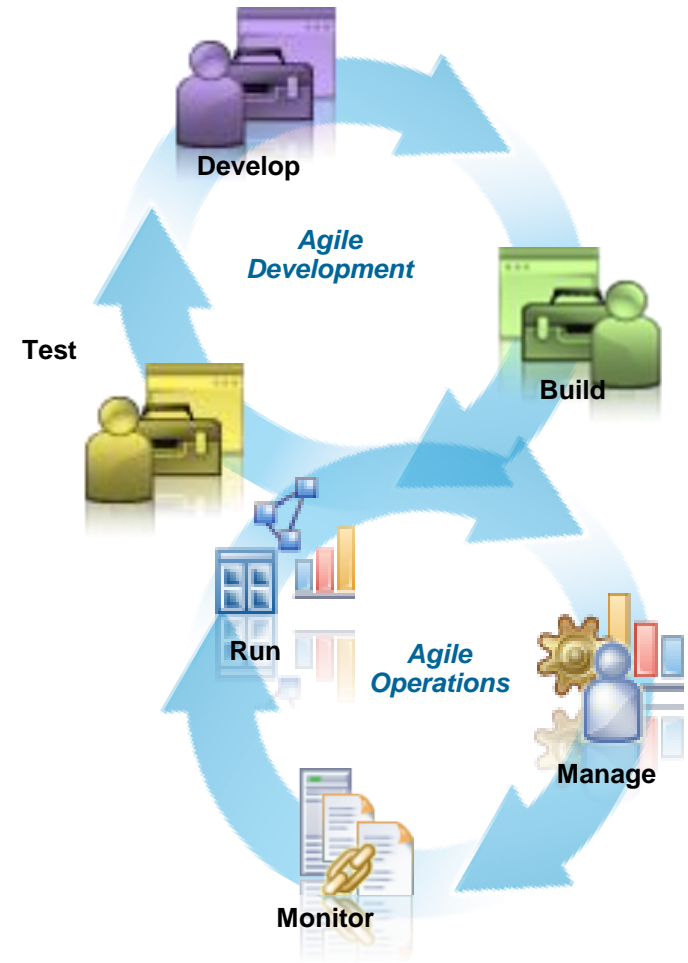 Develop
Agile
Development
Test
Build
Run
Agile
Operations
Manage
Monitor